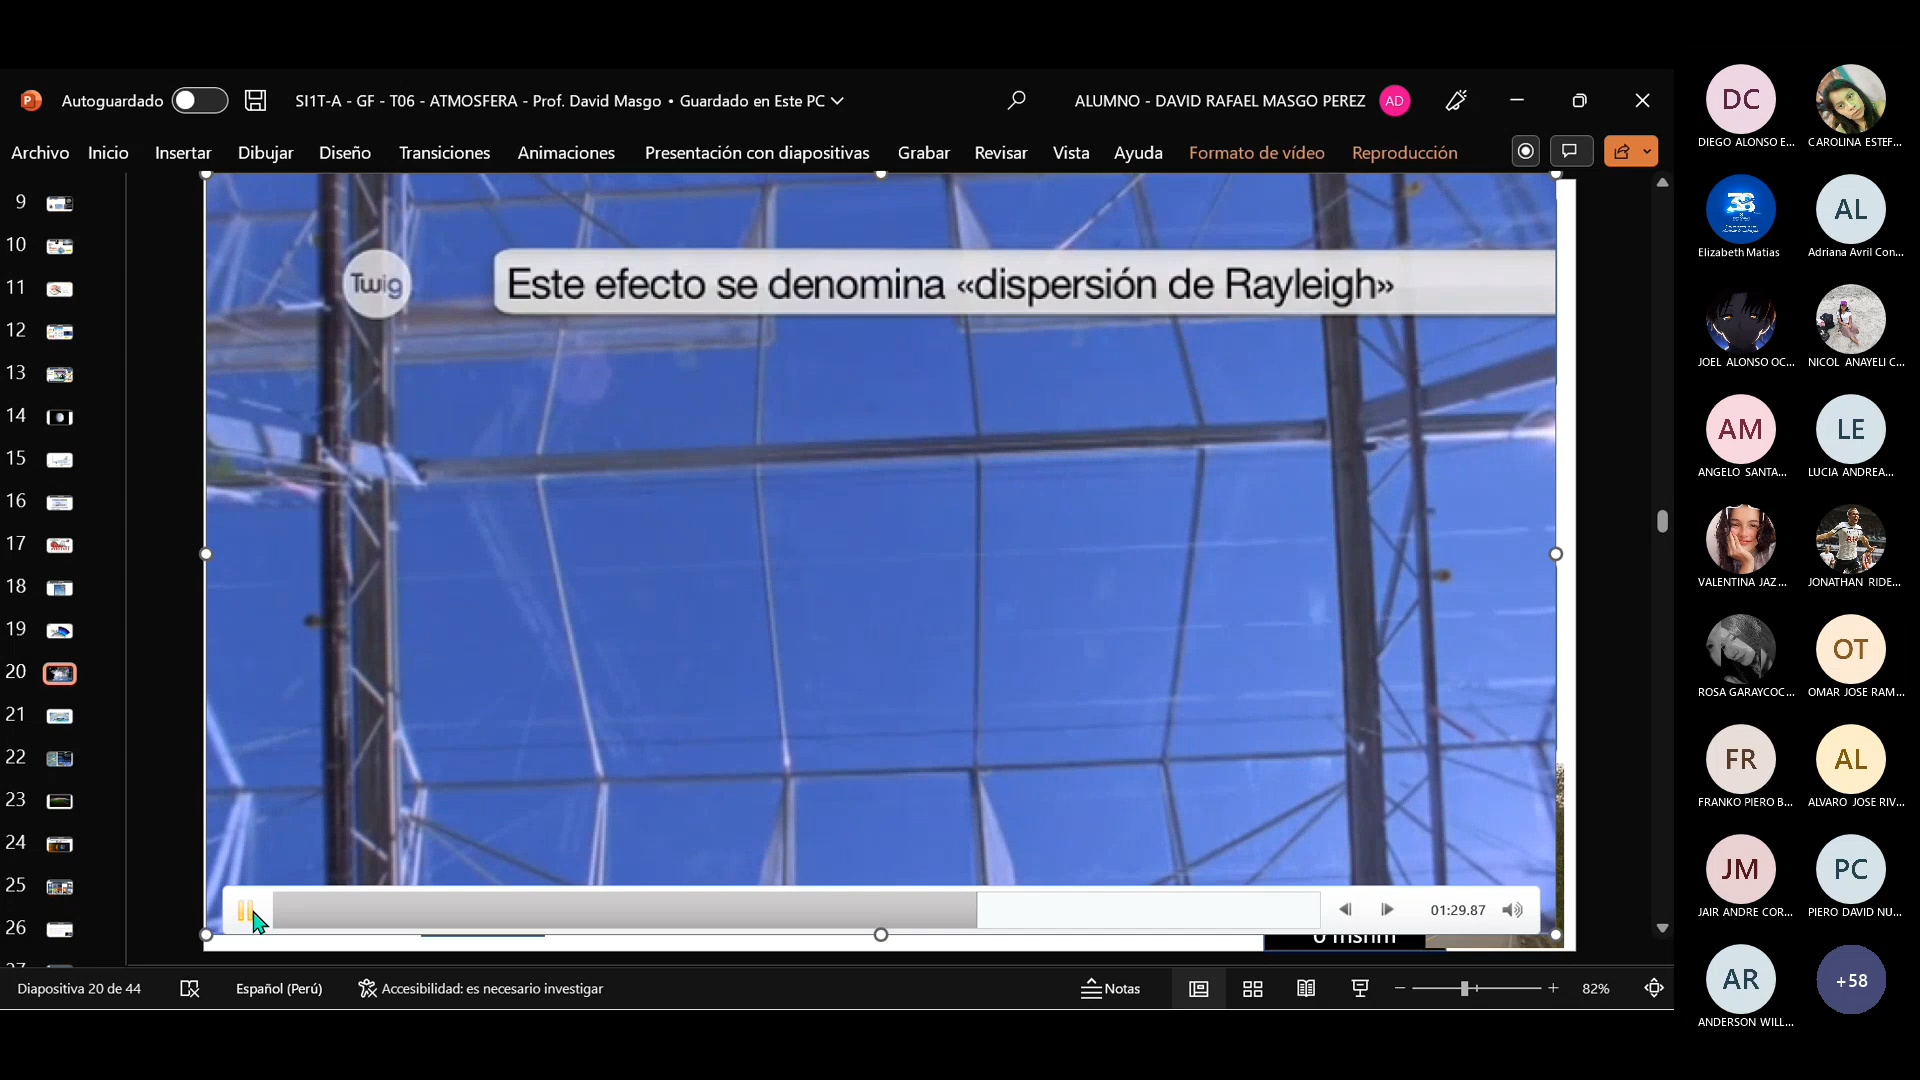 Autoguardado
SI1T-A - GF - T06 - ATMOSFERA - Prof. David Masgo • Guardado en Este PC
ALUMNO - DAVID RAFAEL MASGO PEREZ
AD
Archivo Inicio Insertar Dibujar Diseño Transiciones Animaciones Presentación con diapositivas Grabar Revisar Vista Ayuda Formato de vídeo Reproducción
9
10
11
12
13
14
15
16
17
18
19
20
21
22
23
24
25
26
Twig
Este efecto se denomina «dispersión de Rayleigh»
01:29.87
0 msnm
Diapositiva 20 de 44
Español (Perú)
Accesibilidad: es necesario investigar
Notas
82%
DC
DIEGO ALONSO E...
CAROLINA ESTEF...
Elizabeth Matias
AL
Adriana Avril Con...
JOEL ALONSO OC...
NICOL ANAYELI C...
AM
ANGELO SANTA...
LE
LUCIA ANDREA...
VALENTINA JAZ...
JONATHAN RIDE...
ROSA GARAYCOC...
OT
OMAR JOSE RAM...
FR
FRANKO PIERO B...
AL
ALVARO JOSE RIV...
JM
JAIR ANDRE COR...
PC
PIERO DAVID NU...
AR
ANDERSON WILL...
+58